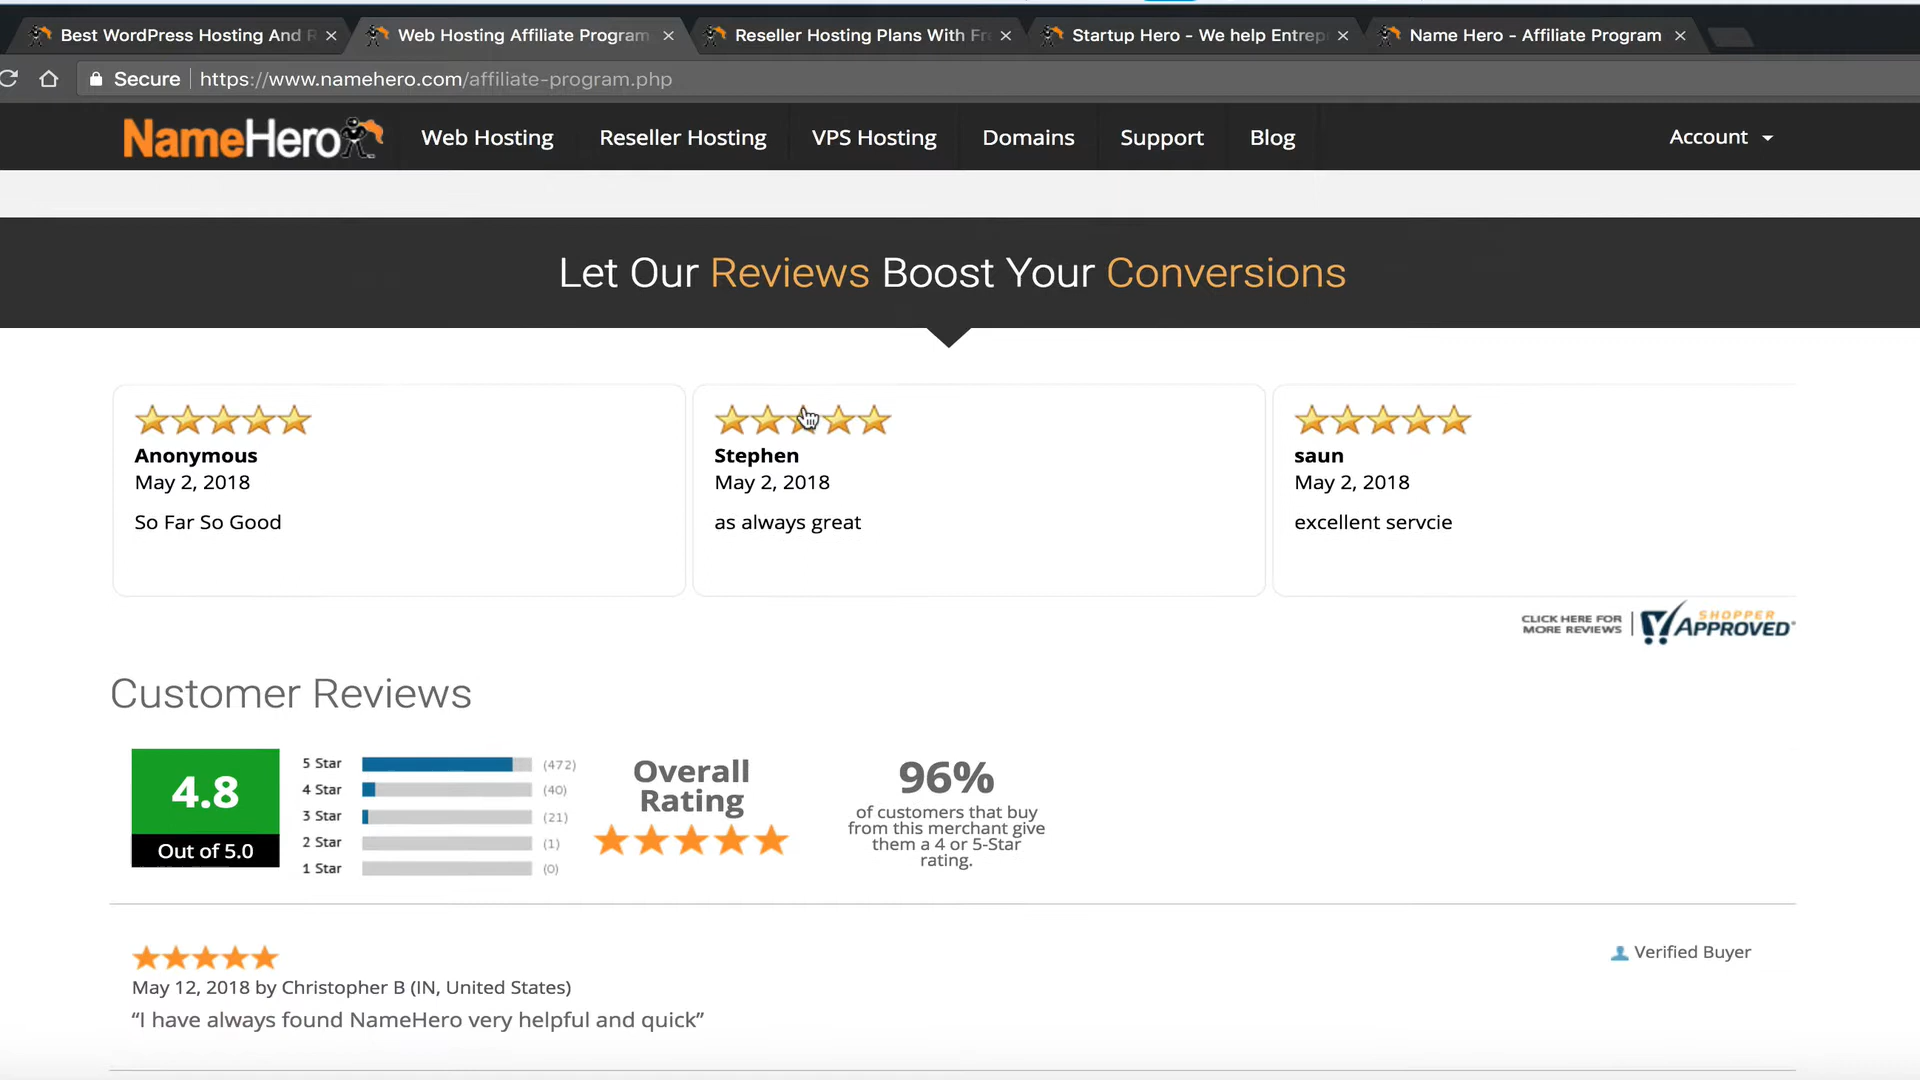 Best WordPress Hosting And R
Web Hosting Affiliate Program
Reseller Hosting Plans With Fre
Startup Hero - We help Entrep
Name Hero - Affiliate Program
Secure https://www.namehero.com/affiliate-program.php
NameHero Web Hosting Reseller Hosting VPS Hosting Domains Support Blog Account
Let Our Reviews Boost Your Conversions
Anonymous
May 2, 2018
So Far So Good
Stephen
May 2, 2018
as always great
saun
May 2, 2018
excellent servcie
CLICK HERE FOR
MORE REVIEWS
SHOPPER
APPROVED
Customer Reviews
4.8
Out of 5.0
5 Star (472)
4 Star (40)
3 Star (21)
2 Star (1)
1 Star (0)
Overall
Rating
96%
of customers that buy
from this merchant give
them a 4 or 5-Star
rating.
Verified Buyer
May 12, 2018 by Christopher B (IN, United States)
“I have always found NameHero very helpful and quick”